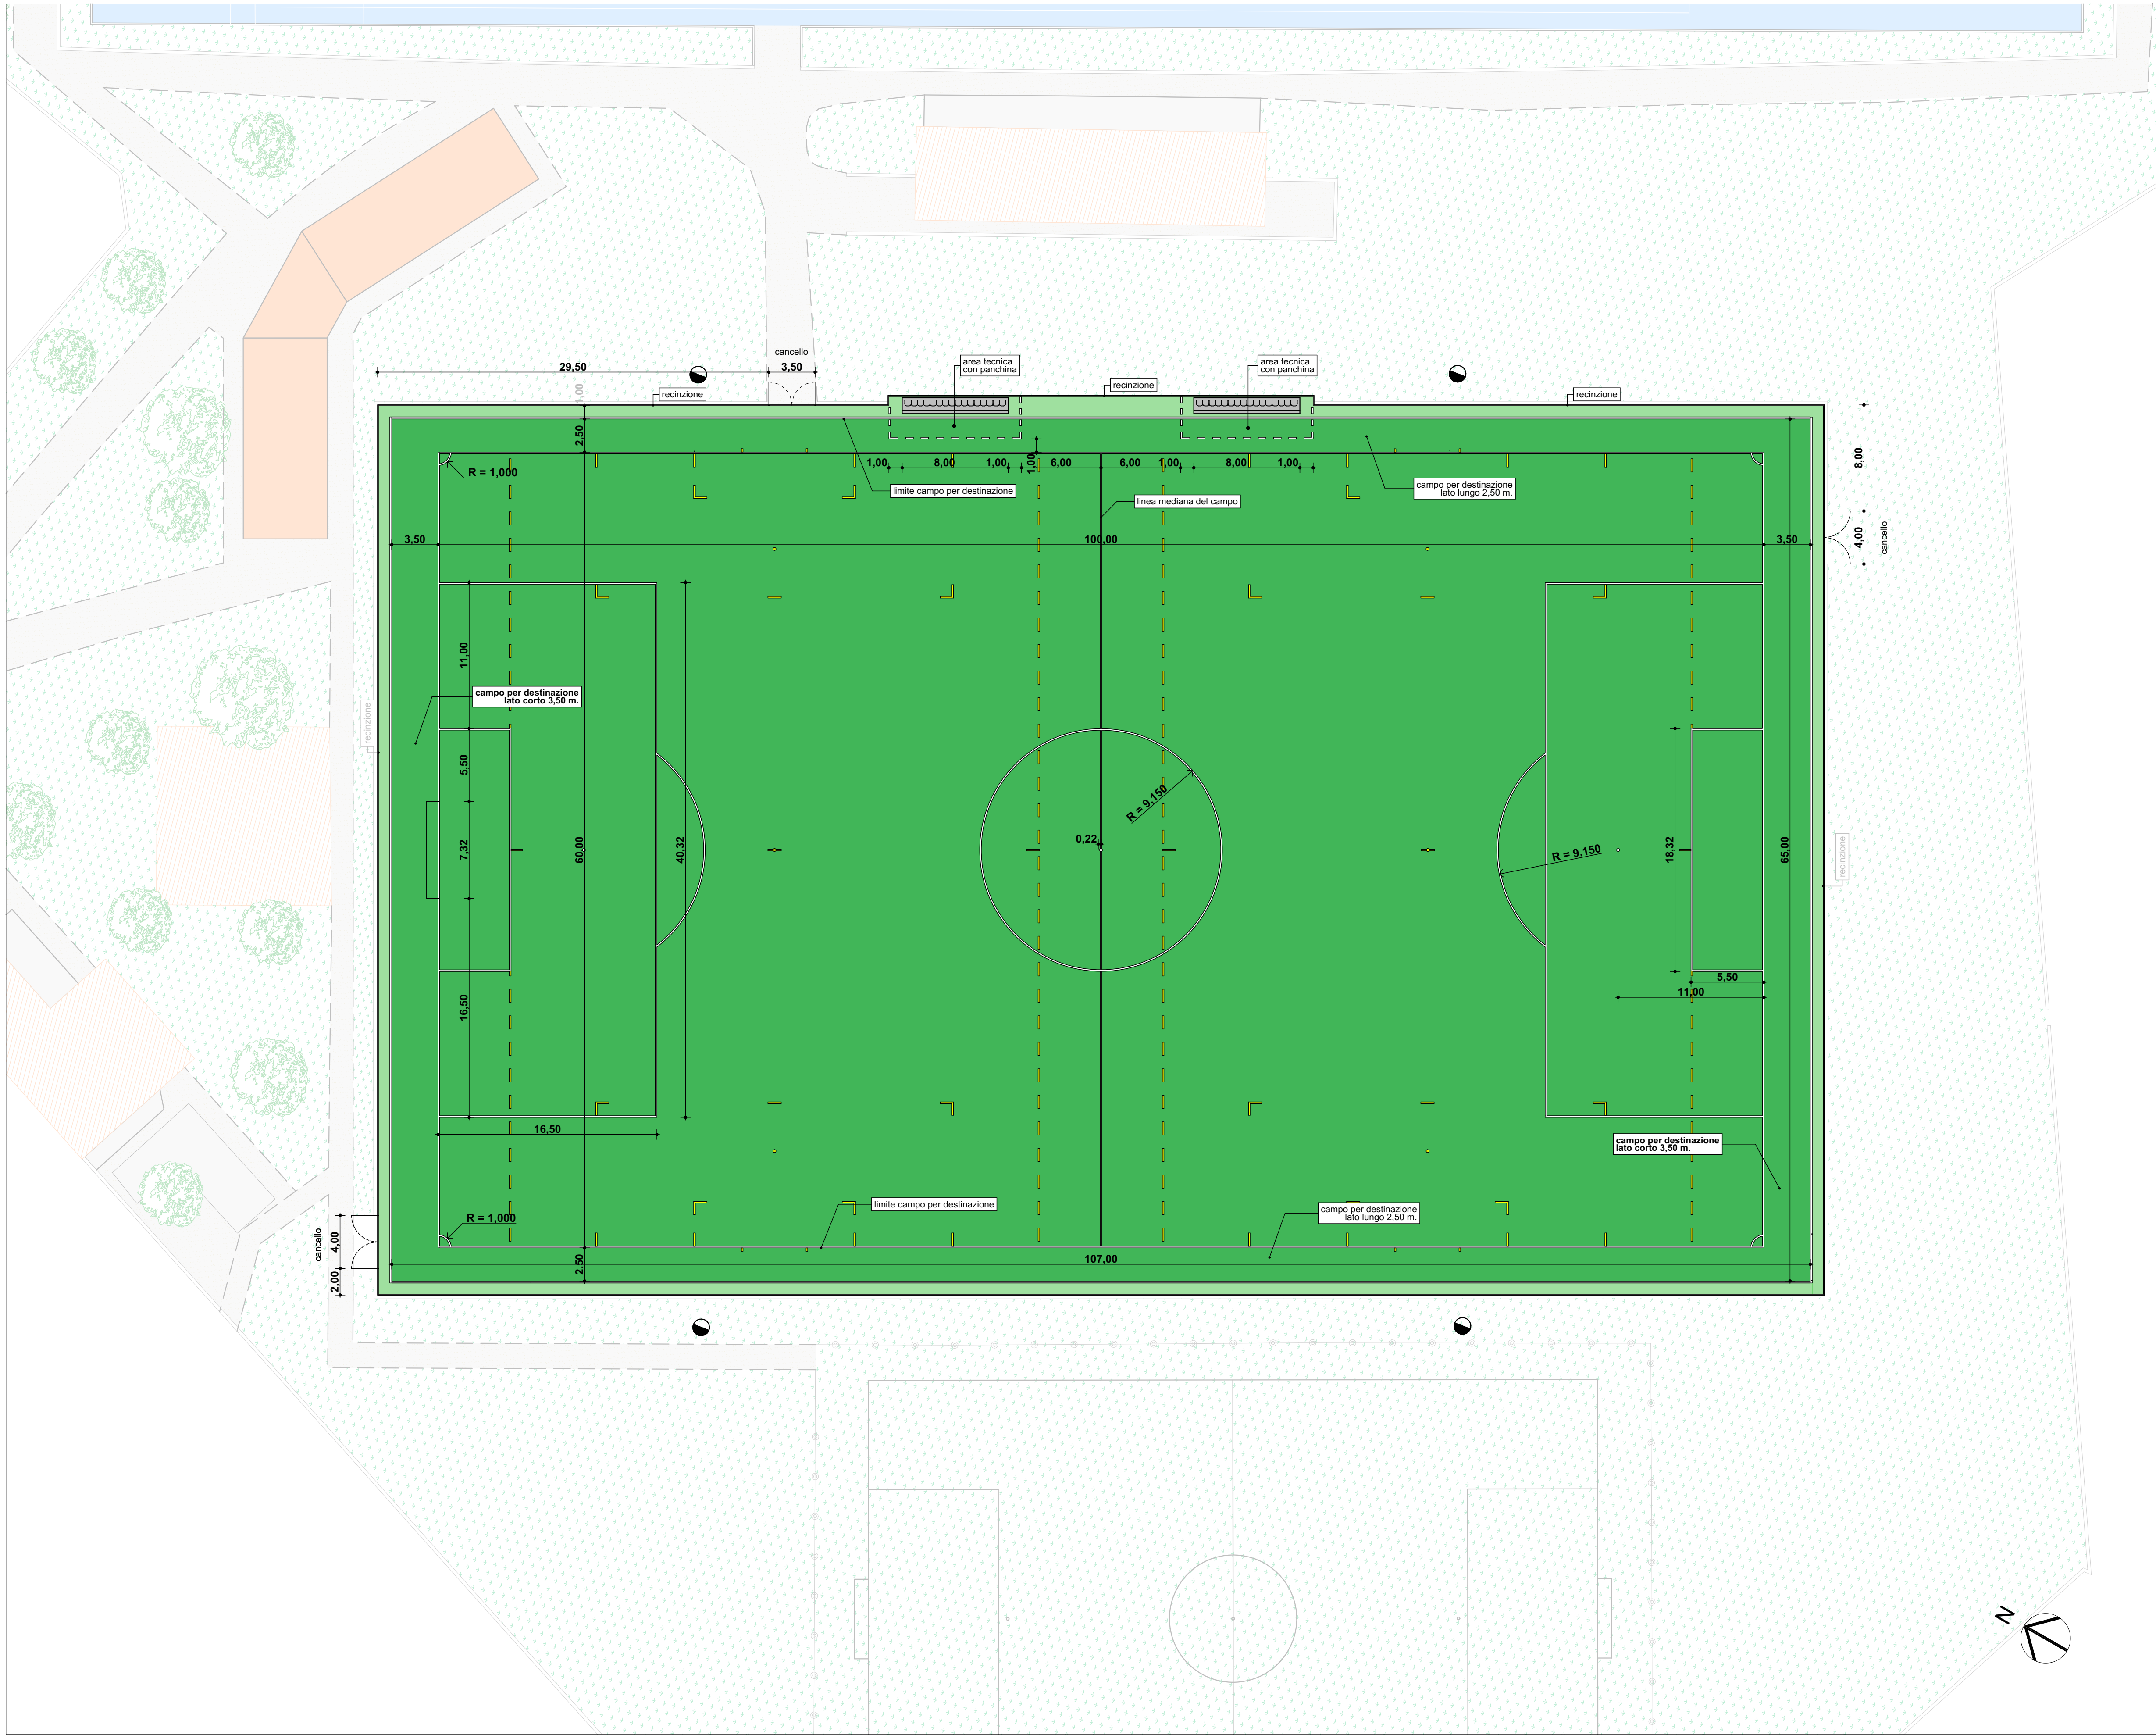 cancello
29,50
3,50
1,00
recinzione
area tecnica
con panchina
recinzione
area tecnica
con panchina
recinzione
2,50
R = 1,000
1,00
8,00
1,00
1,00
6,00
6,00
1,00
8,00
1,00
8,00
limite campo per destinazione
linea mediana del campo
campo per destinazione
lato lungo 2,50 m.
3,50
100,00
3,50
4,00
cancello
11,00
campo per destinazione
lato corto 3,50 m.
recinzione
5,50
R = 9,150
0,22
7,32
60,00
40,32
R = 9,150
18,32
65,00
recinzione
5,50
11,00
16,50
16,50
campo per destinazione
lato corto 3,50 m.
limite campo per destinazione
campo per destinazione
lato lungo 2,50 m.
R = 1,000
cancello
4,00
2,00
2,50
107,00
N